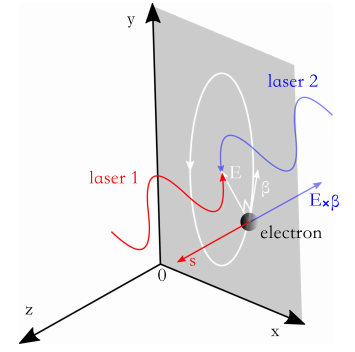 y
laser 2
laser 1
E
β
E×β
electron
s
0
z
x